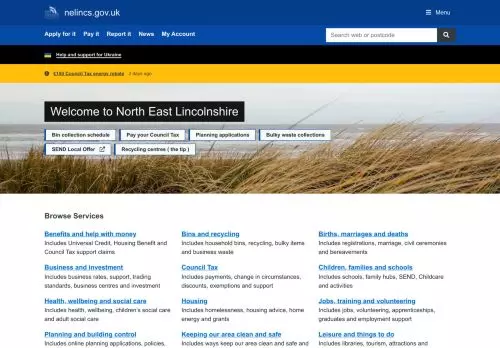 nelincs.gov.uk
Menu
Apply for it Pay it Report it News My Account
Search web or postcode
Help and support for Ukraine
£150 Council Tax energy rebate 2 days ago
Welcome to North East Lincolnshire
Bin collection schedule Pay your Council Tax Planning applications Bulky waste collections
SEND Local Offer Recycling centres ( the tip )
Browse Services
Benefits and help with money
Includes Universal Credit, Housing Benefit and
Council Tax support claims
Bins and recycling
Includes household bins, recycling, bulky items
and business waste
Births, marriages and deaths
Includes registrations, marriage, civil ceremonies
and bereavements
Business and investment
Includes business rates, support, trading
standards, business centres and investment
Council Tax
Includes payments, change in circumstances,
discounts, exemptions and support
Children, families and schools
Includes schools, family hubs, SEND, Childcare
and activities
Health, wellbeing and social care
Includes health, wellbeing, children's social care
and adult social care
Housing
Includes homelessness, housing advice, home
energy and grants
Jobs, training and volunteering
Includes jobs, volunteering, apprenticeships,
graduates and employment support
Planning and building control
Includes online planning applications, policies,
Keeping our area clean and safe
Includes ways keep our area clean and safe and
Leisure and things to do
Includes libraries, tourism, attractions and